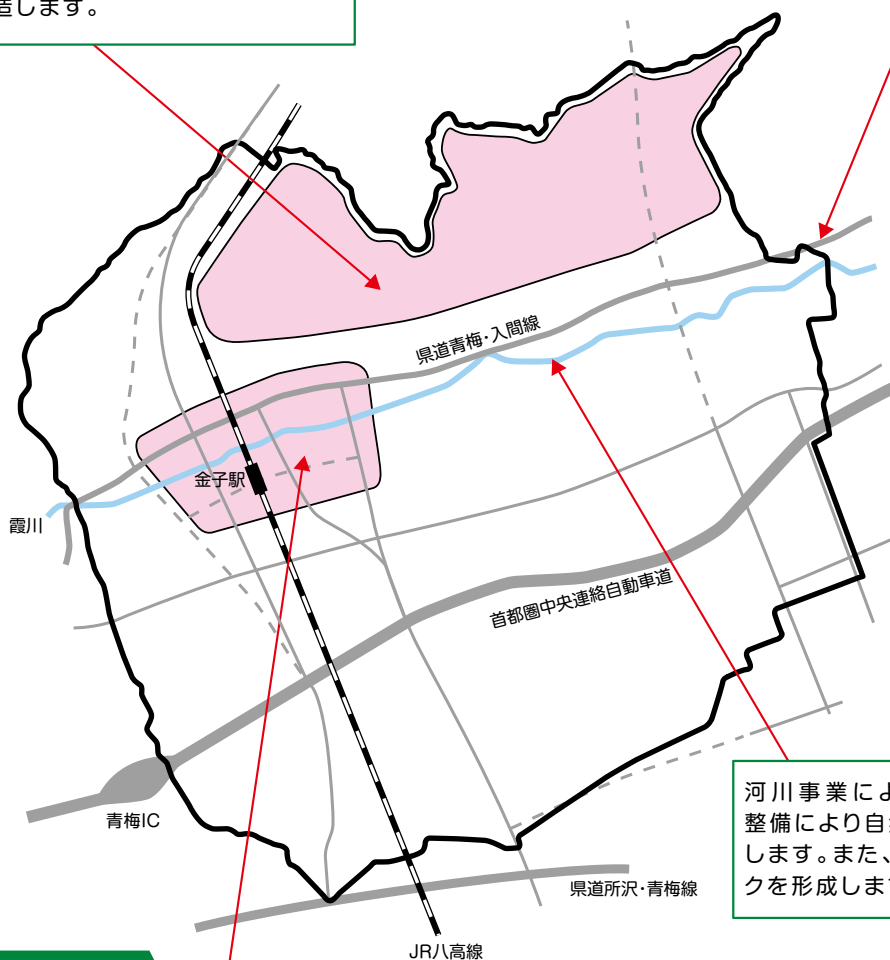 造します。
県道青梅・入間線
金子駅
霞川
首都圏中央連絡自動車道
青梅IC
河川事業によ
整備により自
します。また、
クを形成しま
県道所沢・青梅線
JR八高線